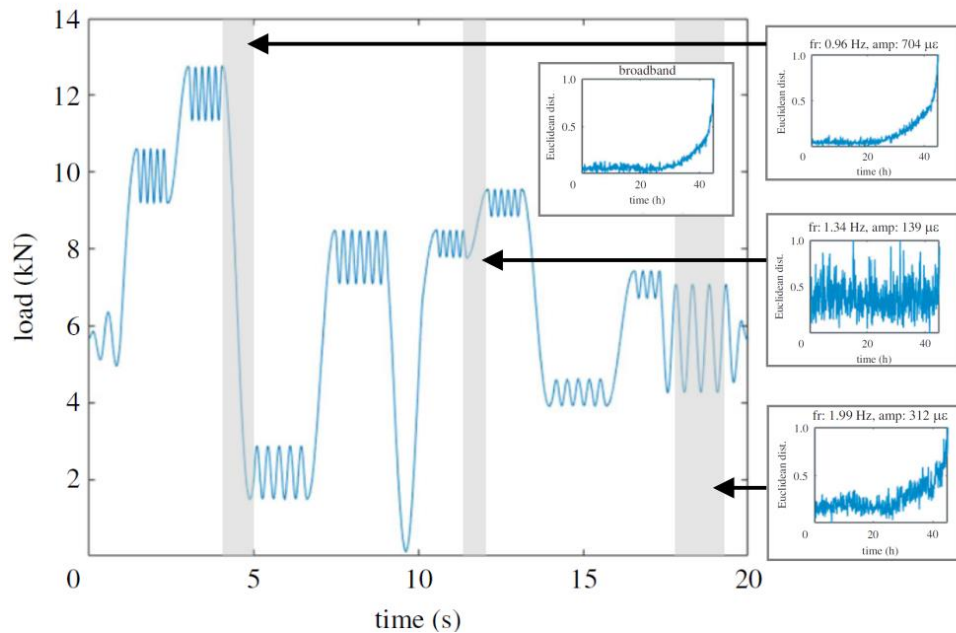 14
12
10
8
6
4
2
0
5
10
15
20
load (kN)
time (s)
broadband
1.0
0.5
Euclidean dist.
0
20
40
time (h)
fr: 0.96 Hz, amp: 704 με
1.0
0.5
Euclidean dist.
0
20
40
time (h)
fr: 1.34 Hz, amp: 139 με
1.0
0.5
Euclidean dist.
0
20
40
time (h)
fr: 1.99 Hz, amp: 312 με
1.0
0.5
Euclidean dist.
0
20
40
time (h)